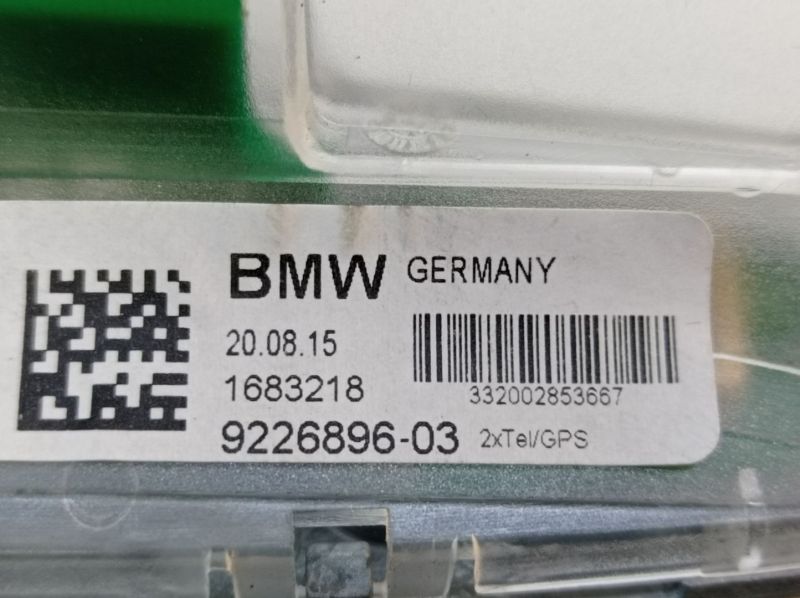 BMW GERMANY
20.08.15
1683218
332002853667
9226896-03 2xTel/GPS